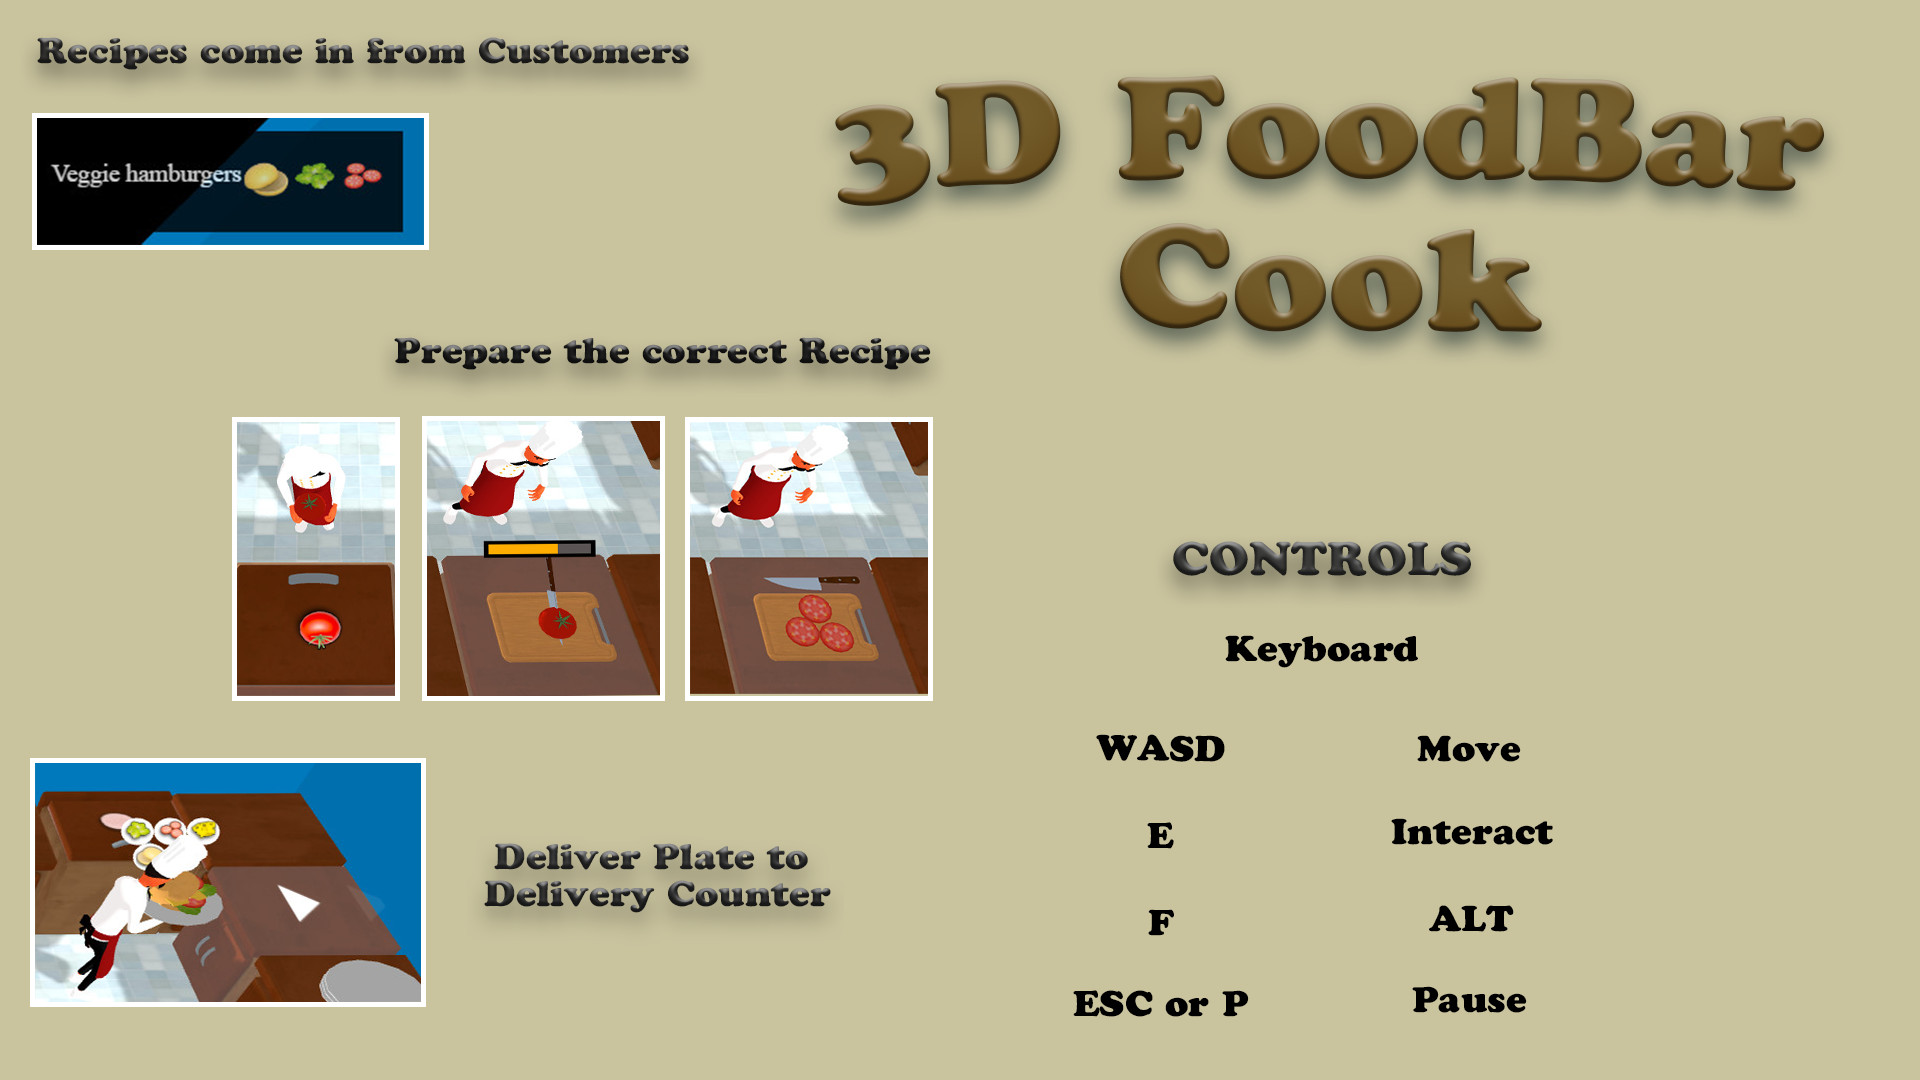 Recipes come in from Customers
3D FoodBar
Cook
Veggie hamburgers
Prepare the correct Recipe
Deliver Plate to
Delivery Counter
CONTROLS
Keyboard
WASD Move
E Interact
F ALT
ESC or P Pause